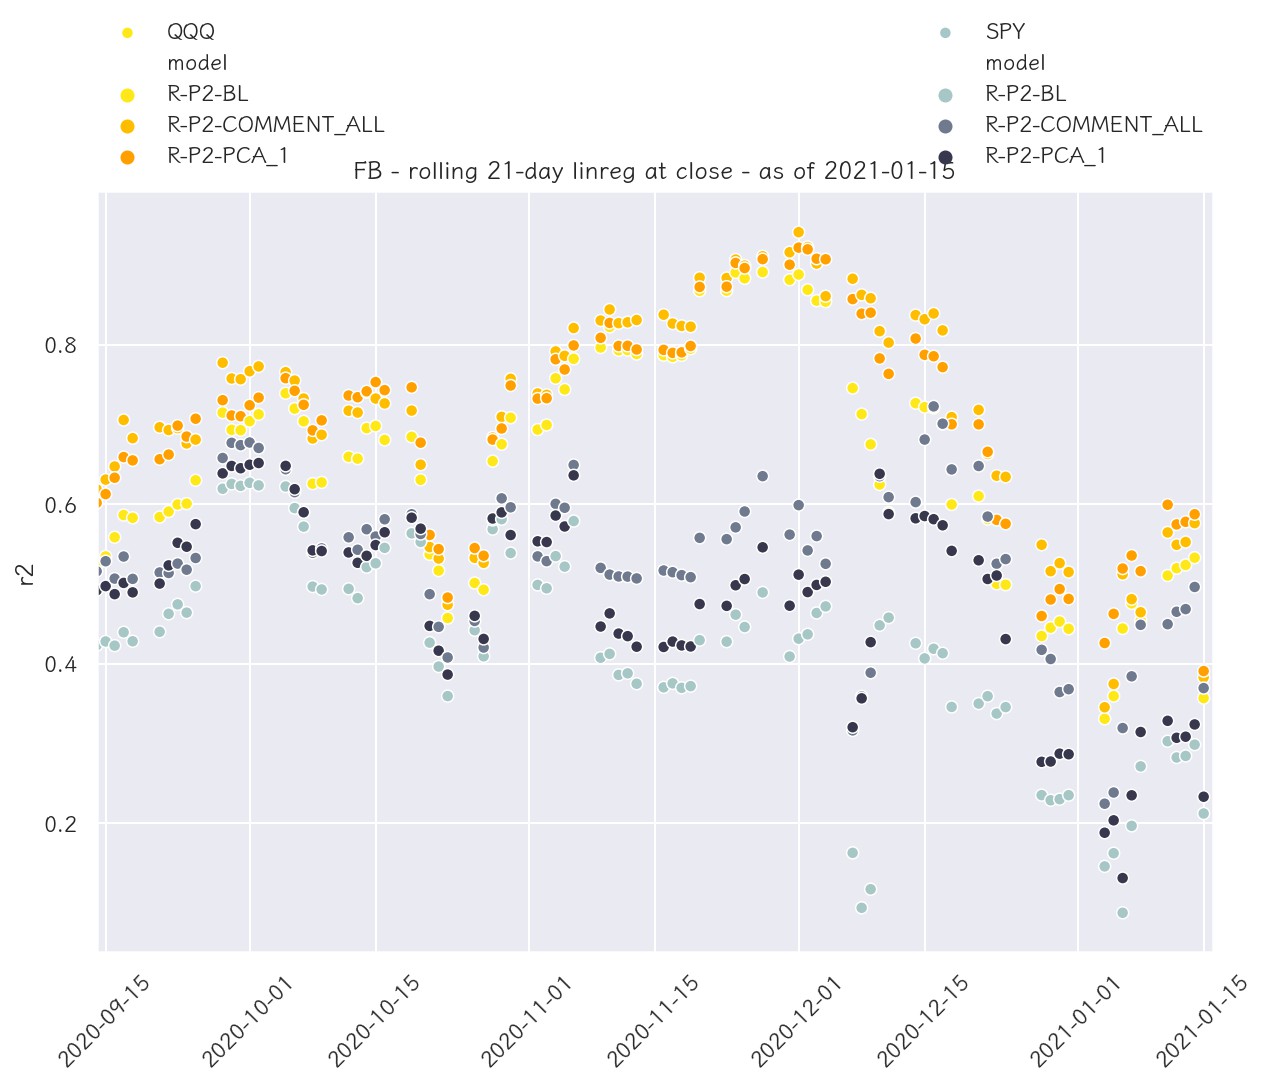 QQQ
model
R-P2-BL
R-P2-COMMENT_ALL
R-P2-PCA_1
SPY
model
R-P2-BL
R-P2-COMMENT_ALL
R-P2-PCA_1
FB - rolling 21-day linreg at close - as of 2021-01-15
r2
0.8
0.6
0.4
0.2
2020-09-15
2020-10-01
2020-10-15
2020-11-01
2020-11-15
2020-12-01
2020-12-15
2021-01-01
2021-01-15